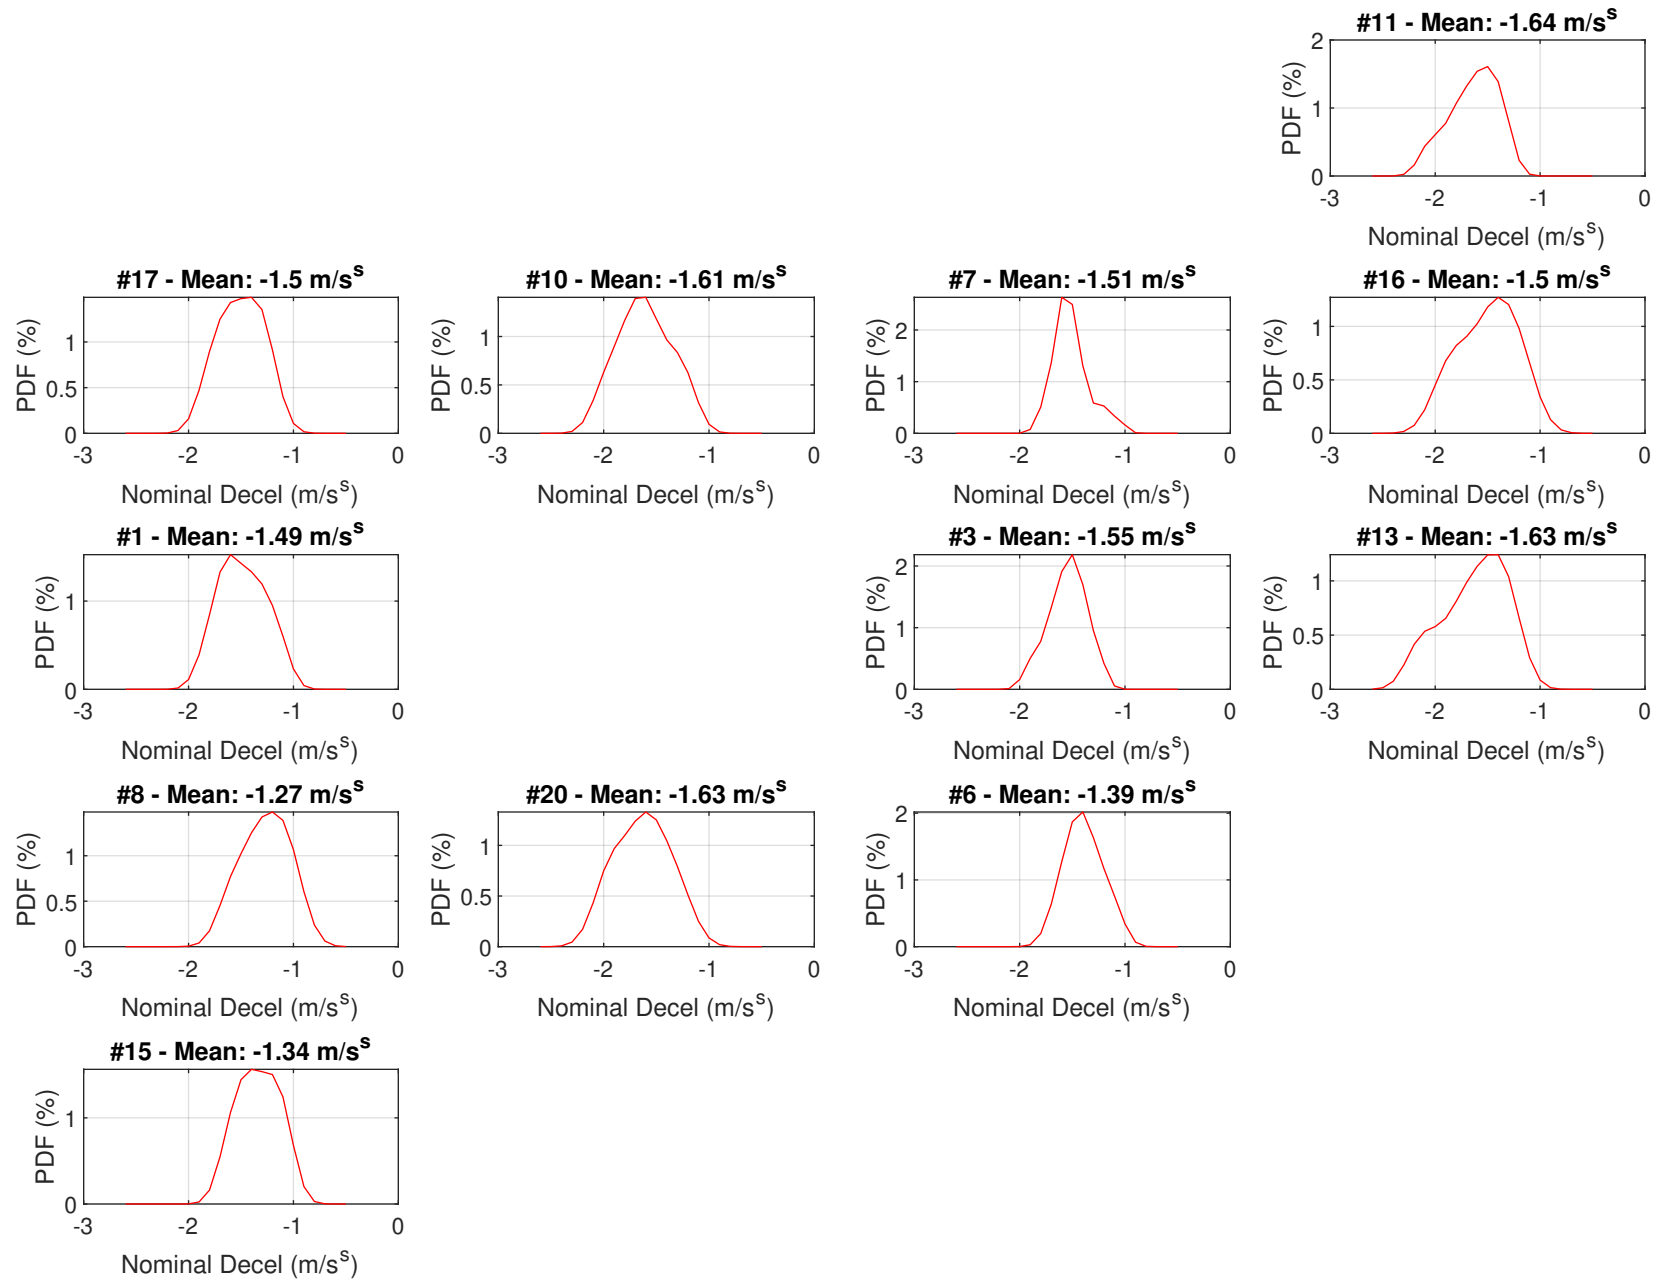 #11 - Mean: -1.64 m/s^s
PDF (%)
2
1
0
-3 -2 -1 0
Nominal Decel (m/s^s)
#17 - Mean: -1.5 m/s^s
PDF (%)
1
0.5
0
-3 -2 -1 0
Nominal Decel (m/s^s)
#10 - Mean: -1.61 m/s^s
PDF (%)
1
0.5
0
-3 -2 -1 0
Nominal Decel (m/s^s)
#7 - Mean: -1.51 m/s^s
PDF (%)
2
1
0
-3 -2 -1 0
Nominal Decel (m/s^s)
#16 - Mean: -1.5 m/s^s
PDF (%)
1
0.5
0
-3 -2 -1 0
Nominal Decel (m/s^s)
#1 - Mean: -1.49 m/s^s
PDF (%)
1
0
-3 -2 -1 0
Nominal Decel (m/s^s)
#3 - Mean: -1.55 m/s^s
PDF (%)
2
1
0
-3 -2 -1 0
Nominal Decel (m/s^s)
#13 - Mean: -1.63 m/s^s
PDF (%)
1
0.5
0
-3 -2 -1 0
Nominal Decel (m/s^s)
#8 - Mean: -1.27 m/s^s
PDF (%)
1
0.5
0
-3 -2 -1 0
Nominal Decel (m/s^s)
#20 - Mean: -1.63 m/s^s
PDF (%)
1
0.5
0
-3 -2 -1 0
Nominal Decel (m/s^s)
#6 - Mean: -1.39 m/s^s
PDF (%)
2
1
0
-3 -2 -1 0
Nominal Decel (m/s^s)
#15 - Mean: -1.34 m/s^s
PDF (%)
1
0
-3 -2 -1 0
Nominal Decel (m/s^s)